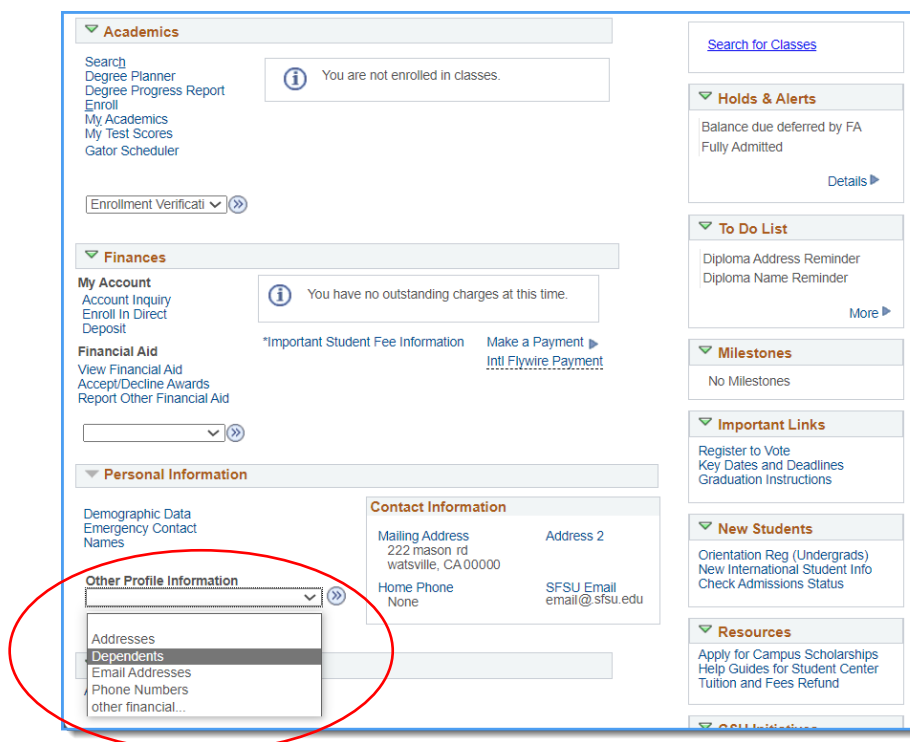 Academics
Search
Degree Planner
Degree Progress Report
Enroll
My Academics
My Test Scores
Gator Scheduler
You are not enrolled in classes.
Enrollment Verificati
Finances
My Account
Account Inquiry
Enroll In Direct
Deposit
Financial Aid
View Financial Aid
Accept/Decline Awards
Report Other Financial Aid
You have no outstanding charges at this time.
*Important Student Fee Information
Make a Payment
Intl Flywire Payment
Personal Information
Demographic Data
Emergency Contact
Names
Other Profile Information
Addresses
Dependents
Email Addresses
Phone Numbers
other financial...
Contact Information
Mailing Address
222 mason rd
watsville, CA 00000
Address 2
Home Phone
None
SFSU Email
email@.sfsu.edu
Search for Classes
Holds & Alerts
Balance due deferred by FA
Fully Admitted
Details
To Do List
Diploma Address Reminder
Diploma Name Reminder
More
Milestones
No Milestones
Important Links
Register to Vote
Key Dates and Deadlines
Graduation Instructions
New Students
Orientation Reg (Undergrads)
New International Student Info
Check Admissions Status
Resources
Apply for Campus Scholarships
Help Guides for Student Center
Tuition and Fees Refund